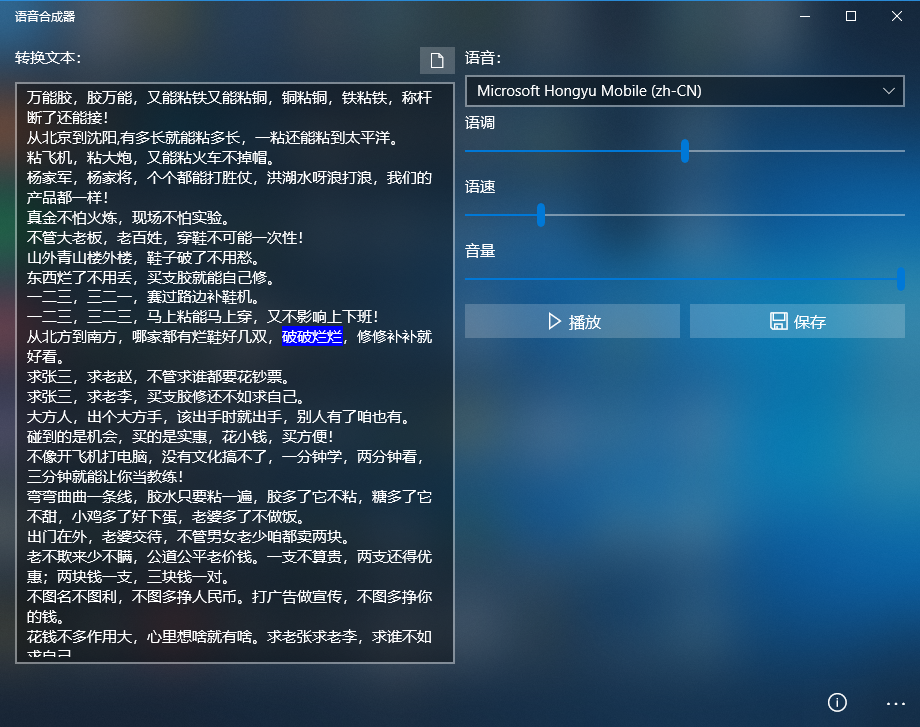 语音合成器
转换文本:
万能胶，胶万能，又能粘铁又能粘铜，铜粘铜，铁粘铁，称杆
断了还能接！
从北京到沈阳,有多长就能粘多长，一粘还能粘到太平洋。
粘飞机，粘大炮，又能粘火车不掉帽。
杨家军，杨家将，个个都能打胜仗，洪湖水呀浪打浪，我们的
产品都一样！
真金不怕火炼，现场不怕实验。
不管大老板，老百姓，穿鞋不可能一次性！
山外青山楼外楼，鞋子破了不用愁。
东西烂了不用丢，买支胶就能自己修。
一二三，三二一，赛过路边补鞋机。
一二三，三二三，马上粘能马上穿，又不影响上下班！
从北方到南方，哪家都有烂鞋好几双，破破烂烂，修修补补就
好看。
求张三，求老赵，不管求谁都要花钞票。
求张三，求老李，买支胶修还不如求自己。
大方人，出个大方手，该出手时就出手，别人有了咱也有。
碰到的是机会，买的是实惠，花小钱，买方便！
不像开飞机打电脑，没有文化搞不了，一分钟学，两分钟看，
三分钟就能让你当教练！
弯弯曲曲一条线，胶水只要粘一遍，胶多了它不粘，糖多了它
不甜，小鸡多了好下蛋，老婆多了不做饭。
出门在外，老婆交待，不管男女老少咱都卖两块。
老不欺来少不瞒，公道公平老价钱。一支不算贵，两支还得优
惠；两块钱一支，三块钱一对。
不图名不图利，不图多挣人民币。打广告做宣传，不图多挣你
的钱。
花钱不多作用大，心里想啥就有啥。求老张求老李，求谁不如
求自己
语音:
Microsoft Hongyu Mobile (zh-CN)
语调
语速
音量
播放
保存